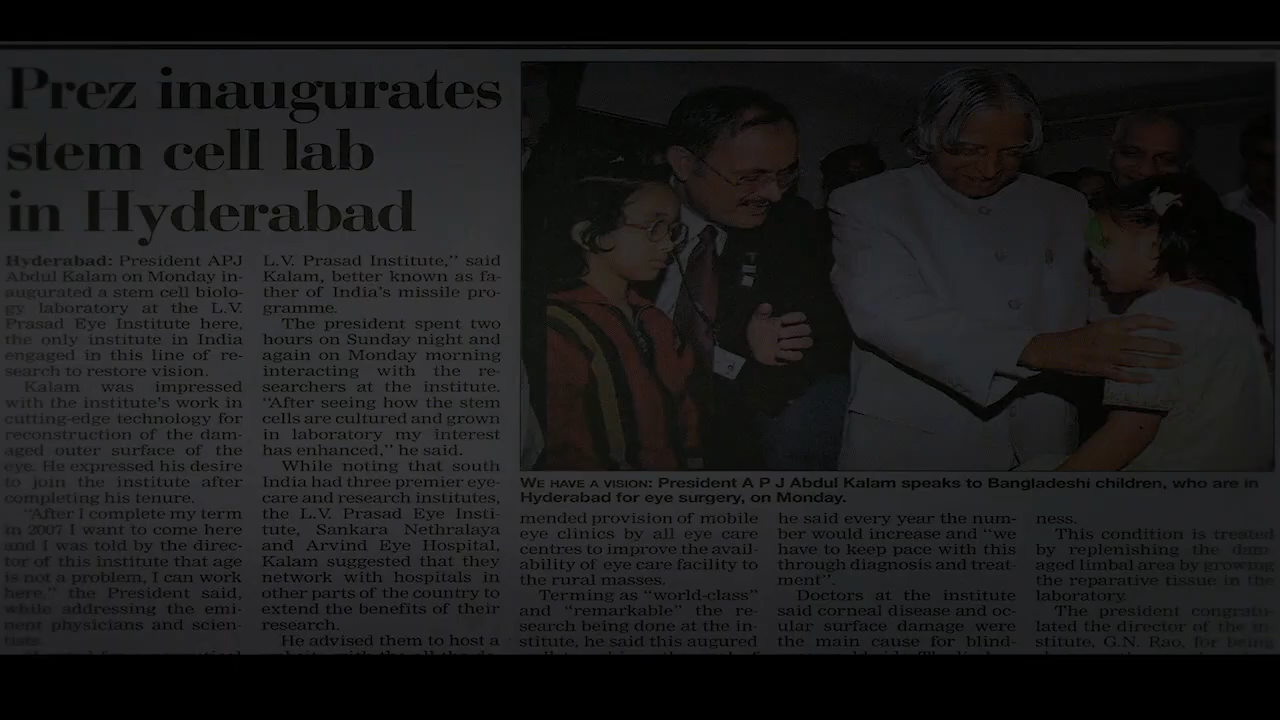 Prez inaugurates
stem cell lab
in Hyderabad
Hyderabad: President APJ
Abdul Kalam on Monday in-
augurated a stem cell biolo-
gy laboratory at the L.V.
Prasad Eye Institute here,
the only institute in India
engaged in this line of re-
search to restore vision.
Kalam was impressed
with the institute's work in
cutting-edge technology for
reconstruction of the dam-
aged outer surface of the
eye. He expressed his desire
to join the institute after
completing his tenure.
"After I complete my term
in 2007 I want to come here
and I was told by the direc-
tor of this institute that age
is not a problem, I can work
here," the President said,
while addressing the emi-
nent physicians and scien-
tists
L.V. Prasad Institute," said
Kalam, better known as fa-
ther of India's missile pro-
gramme.
The president spent two
hours on Sunday night and
again on Monday morning
interacting with the re-
searchers at the institute.
"After seeing how the stem
cells are cultured and grown
in laboratory my interest
has enhanced," he said.
While noting that south
India had three premier eye-
care and research institutes,
the L.V. Prasad Eye Insti-
tute, Sankara Nethralaya
and Arvind Eye Hospital,
Kalam suggested that they
network with hospitals in
other parts of the country to
extend the benefits of their
research.
He advised them to host a
WE HAVE A VISION: President A P J Abdul Kalam speaks to Bangladeshi children, who are in
Hyderabad for eye surgery, on Monday.
mended provision of mobile
eye clinics by all eye care
centres to improve the avail-
ability of eye care facility to
the rural masses.
Terming as "world-class"
and "remarkable" the re-
search being done at the in-
stitute, he said this augured
he said every year the num-
ber would increase and "we
have to keep pace with this
through diagnosis and treat-
ment".
Doctors at the institute
said corneal disease and oc-
ular surface damage were
the main cause for blind-
ness.
This condition is treated
by replenishing the dam-
aged limbal area by growing
the reparative tissue in the
laboratory.
The president congratu-
lated the director of the in-
stitute, G.N. Rao, for being